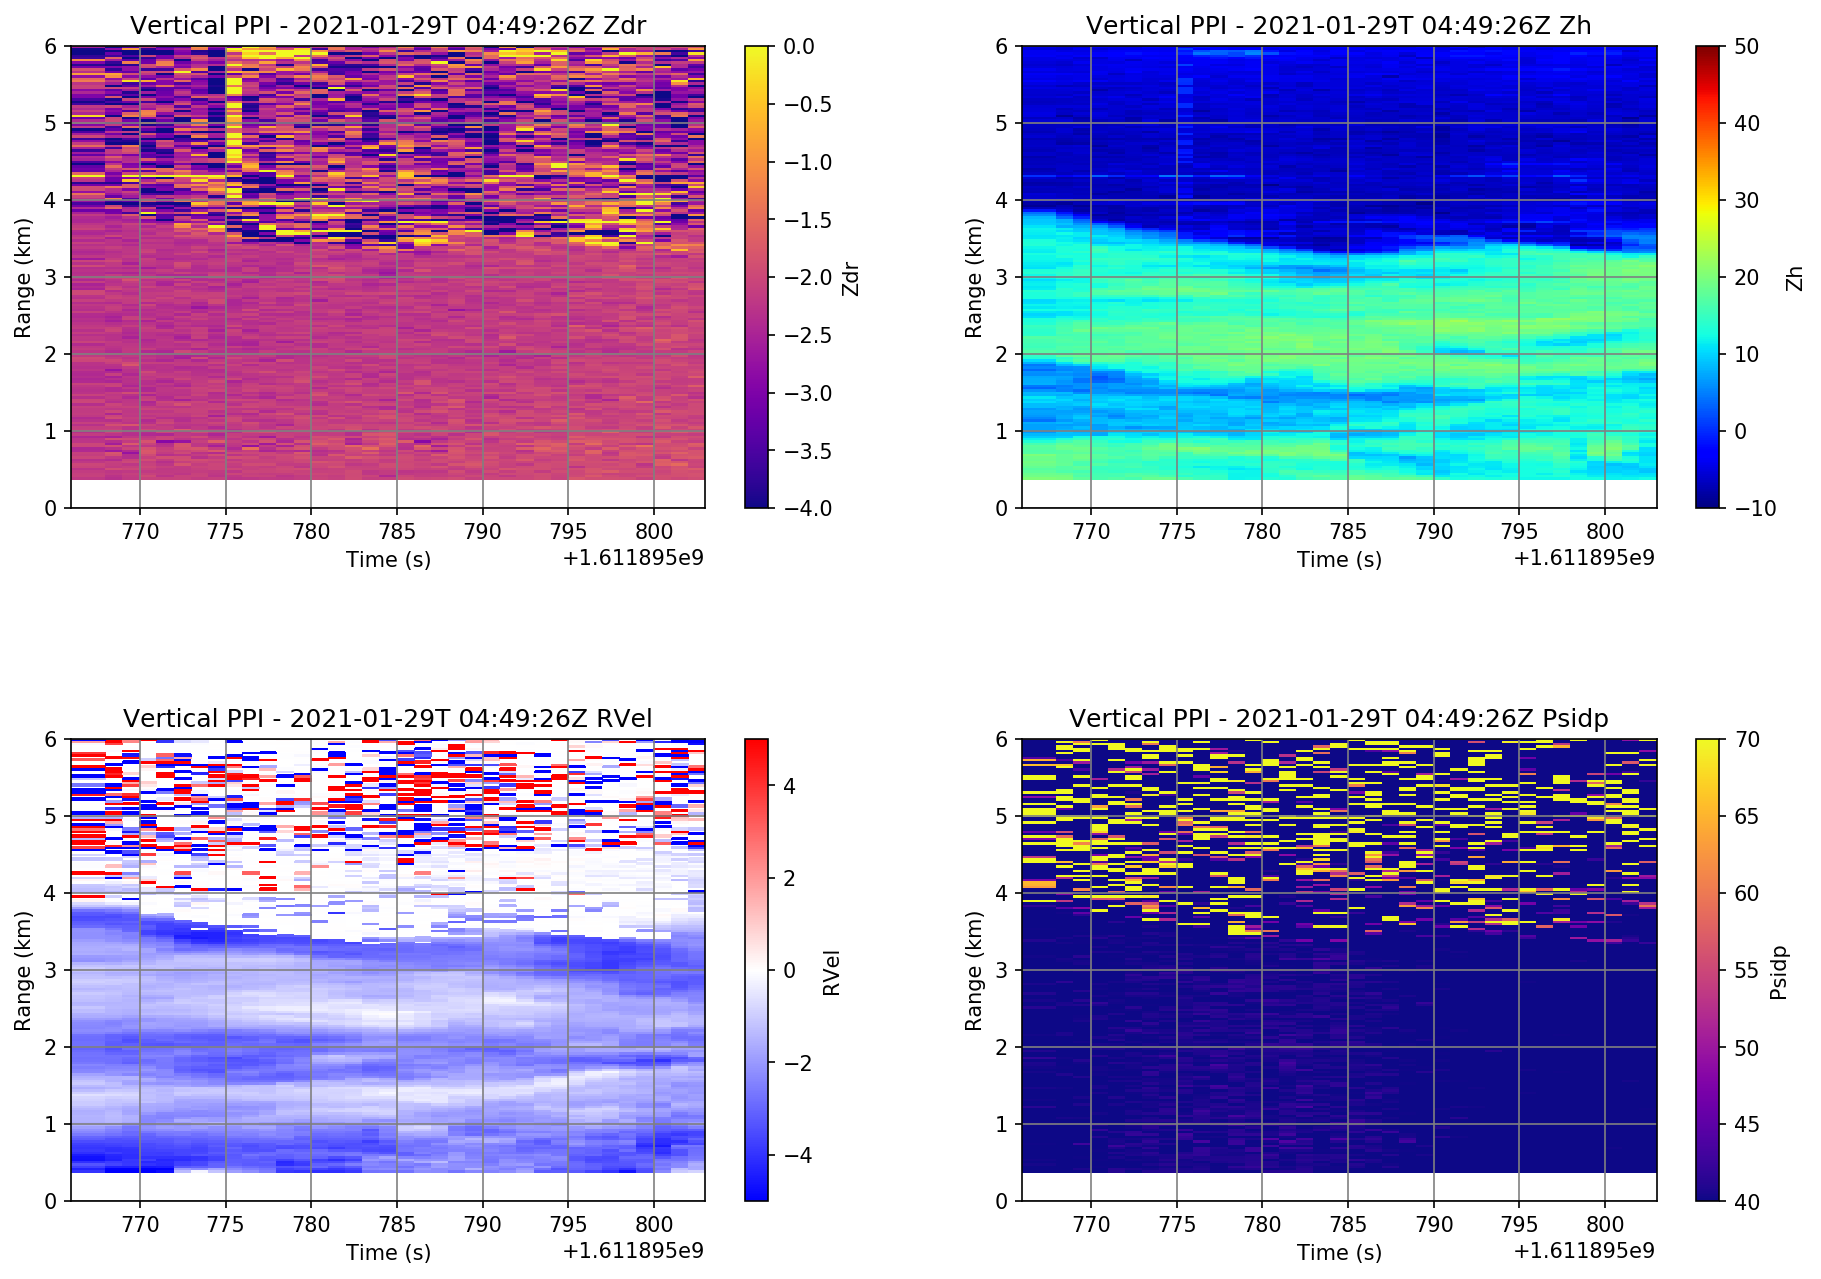 Vertical PPI - 2021-01-29T 04:49:26Z Zdr
6
5
4
3
2
1
0
Range (km)
770 775 780 785 790 795 800
Time (s)
+1.6118955e9
0.0
−0.5
−1.0
−1.5
−2.0
−2.5
−3.0
−3.5
−4.0
Zdr
Vertical PPI - 2021-01-29T 04:49:26Z Zh
6
5
4
3
2
1
0
Range (km)
770 775 780 785 790 795 800
Time (s)
+1.611895e9
50
40
30
20
10
0
−10
Zh
Vertical PPI - 2021-01-29T 04:49:26Z RVel
6
5
4
3
2
1
0
Range (km)
770 775 780 785 790 795 800
Time (s)
+1.611895e9
4
2
0
−2
−4
RVel
Vertical PPI - 2021-01-29T 04:49:26Z Psidp
6
5
4
3
2
1
0
Range (km)
770 775 780 785 790 795 800
Time (s)
+1.611895e9
70
65
60
55
50
45
40
Psidp